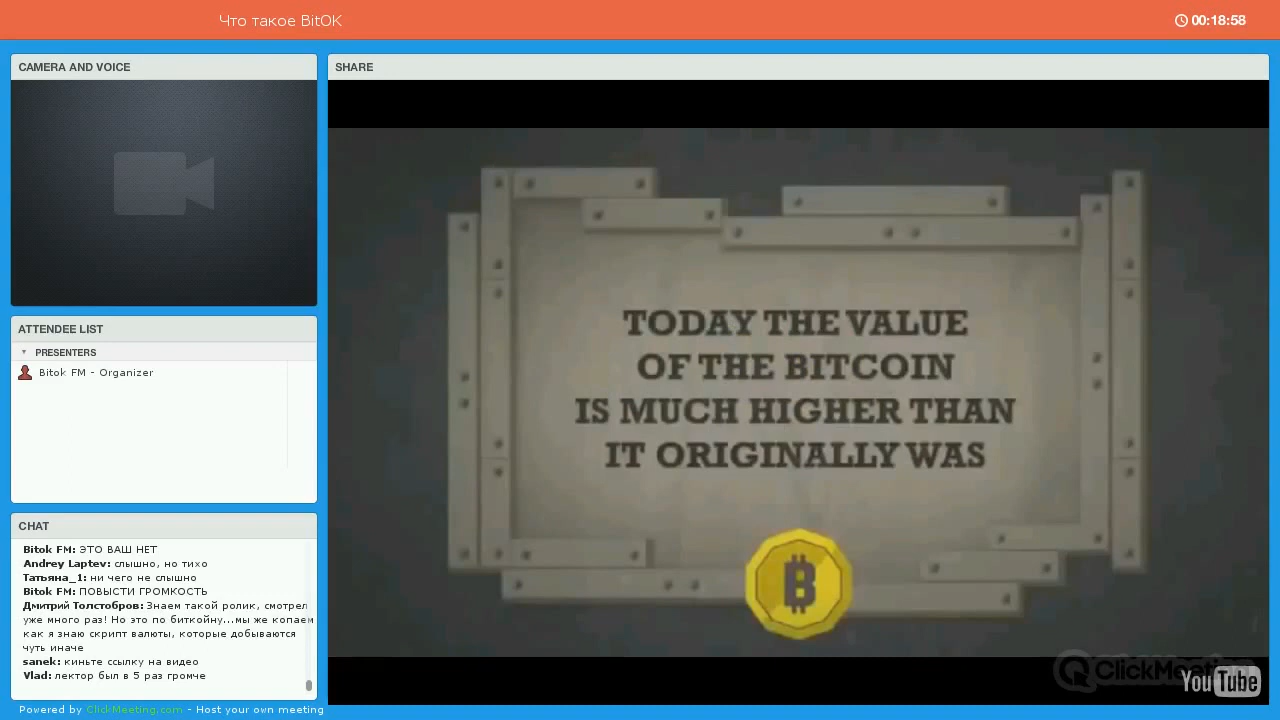 Что такое BitOK
00:18:58
CAMERA AND VOICE
SHARE
ATTENDEE LIST
PRESENTERS
Bitok FM - Organizer
TODAY THE VALUE
OF THE BITCOIN
IS MUCH HIGHER THAN
IT ORIGINALLY WAS
B
CHAT
Bitok FM: ЭТО ВАШ НЕТ
Andrey Laptev: слышно, но тихо
Татьяна_1: ни чего не слышно
Bitok FM: ПОВЫСТИ ГРОМКОСТЬ
Дмитрий Толстобров: Знаем такой ролик, смотрел
уже много раз! Но это по биткойну...мы же копаем
как я знаю скрипт валюты, которые добываются
чуть иначе
sanek: киньте ссылку на видео
Vlad: лектор был в 5 раз громче
ClickMeeting
YouTube
Powered by ClickMeeting.com - Host your own meeting